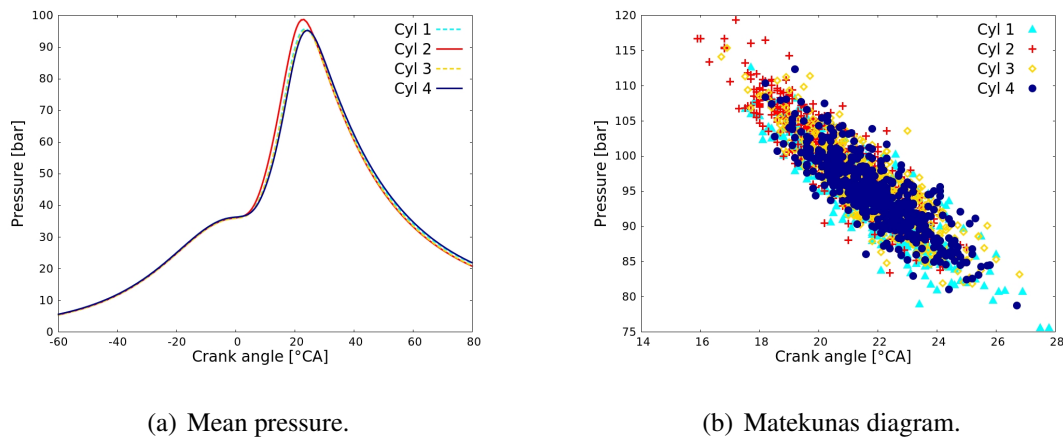 100
90
80
70
60
50
40
30
20
10
0
-60
-40
-20
0
20
40
60
80
Pressure [bar]
Crank angle [°CA]
Cyl 1
Cyl 2
Cyl 3
Cyl 4
(a) Mean pressure.
120
115
110
105
100
95
90
85
80
75
14
16
18
20
22
24
26
28
Pressure [bar]
Crank angle [°CA]
Cyl 1
Cyl 2
Cyl 3
Cyl 4
(b) Matekunas diagram.